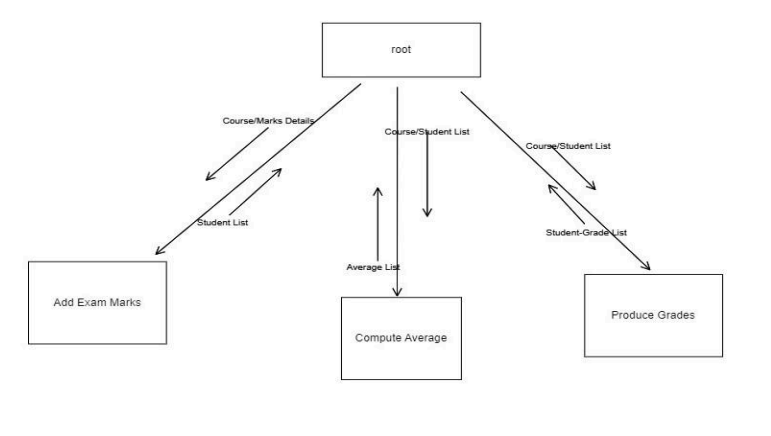 root
Course/Marks Details
Course/Student List
Course/Student List
Student List
Student-Grade List
Average List
Add Exam Marks
Produce Grades
Compute Average